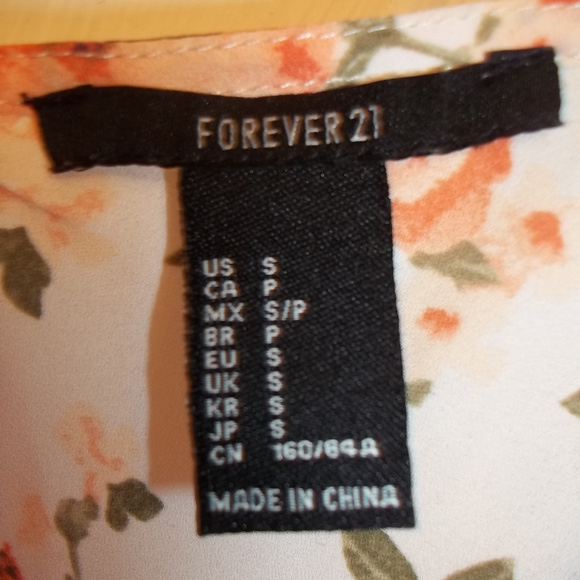 FOREVER 21
US S
CA P
MX S/P
BR P
EU S
UK S
KR S
JP S
CN 160/84A
MADE IN CHINA